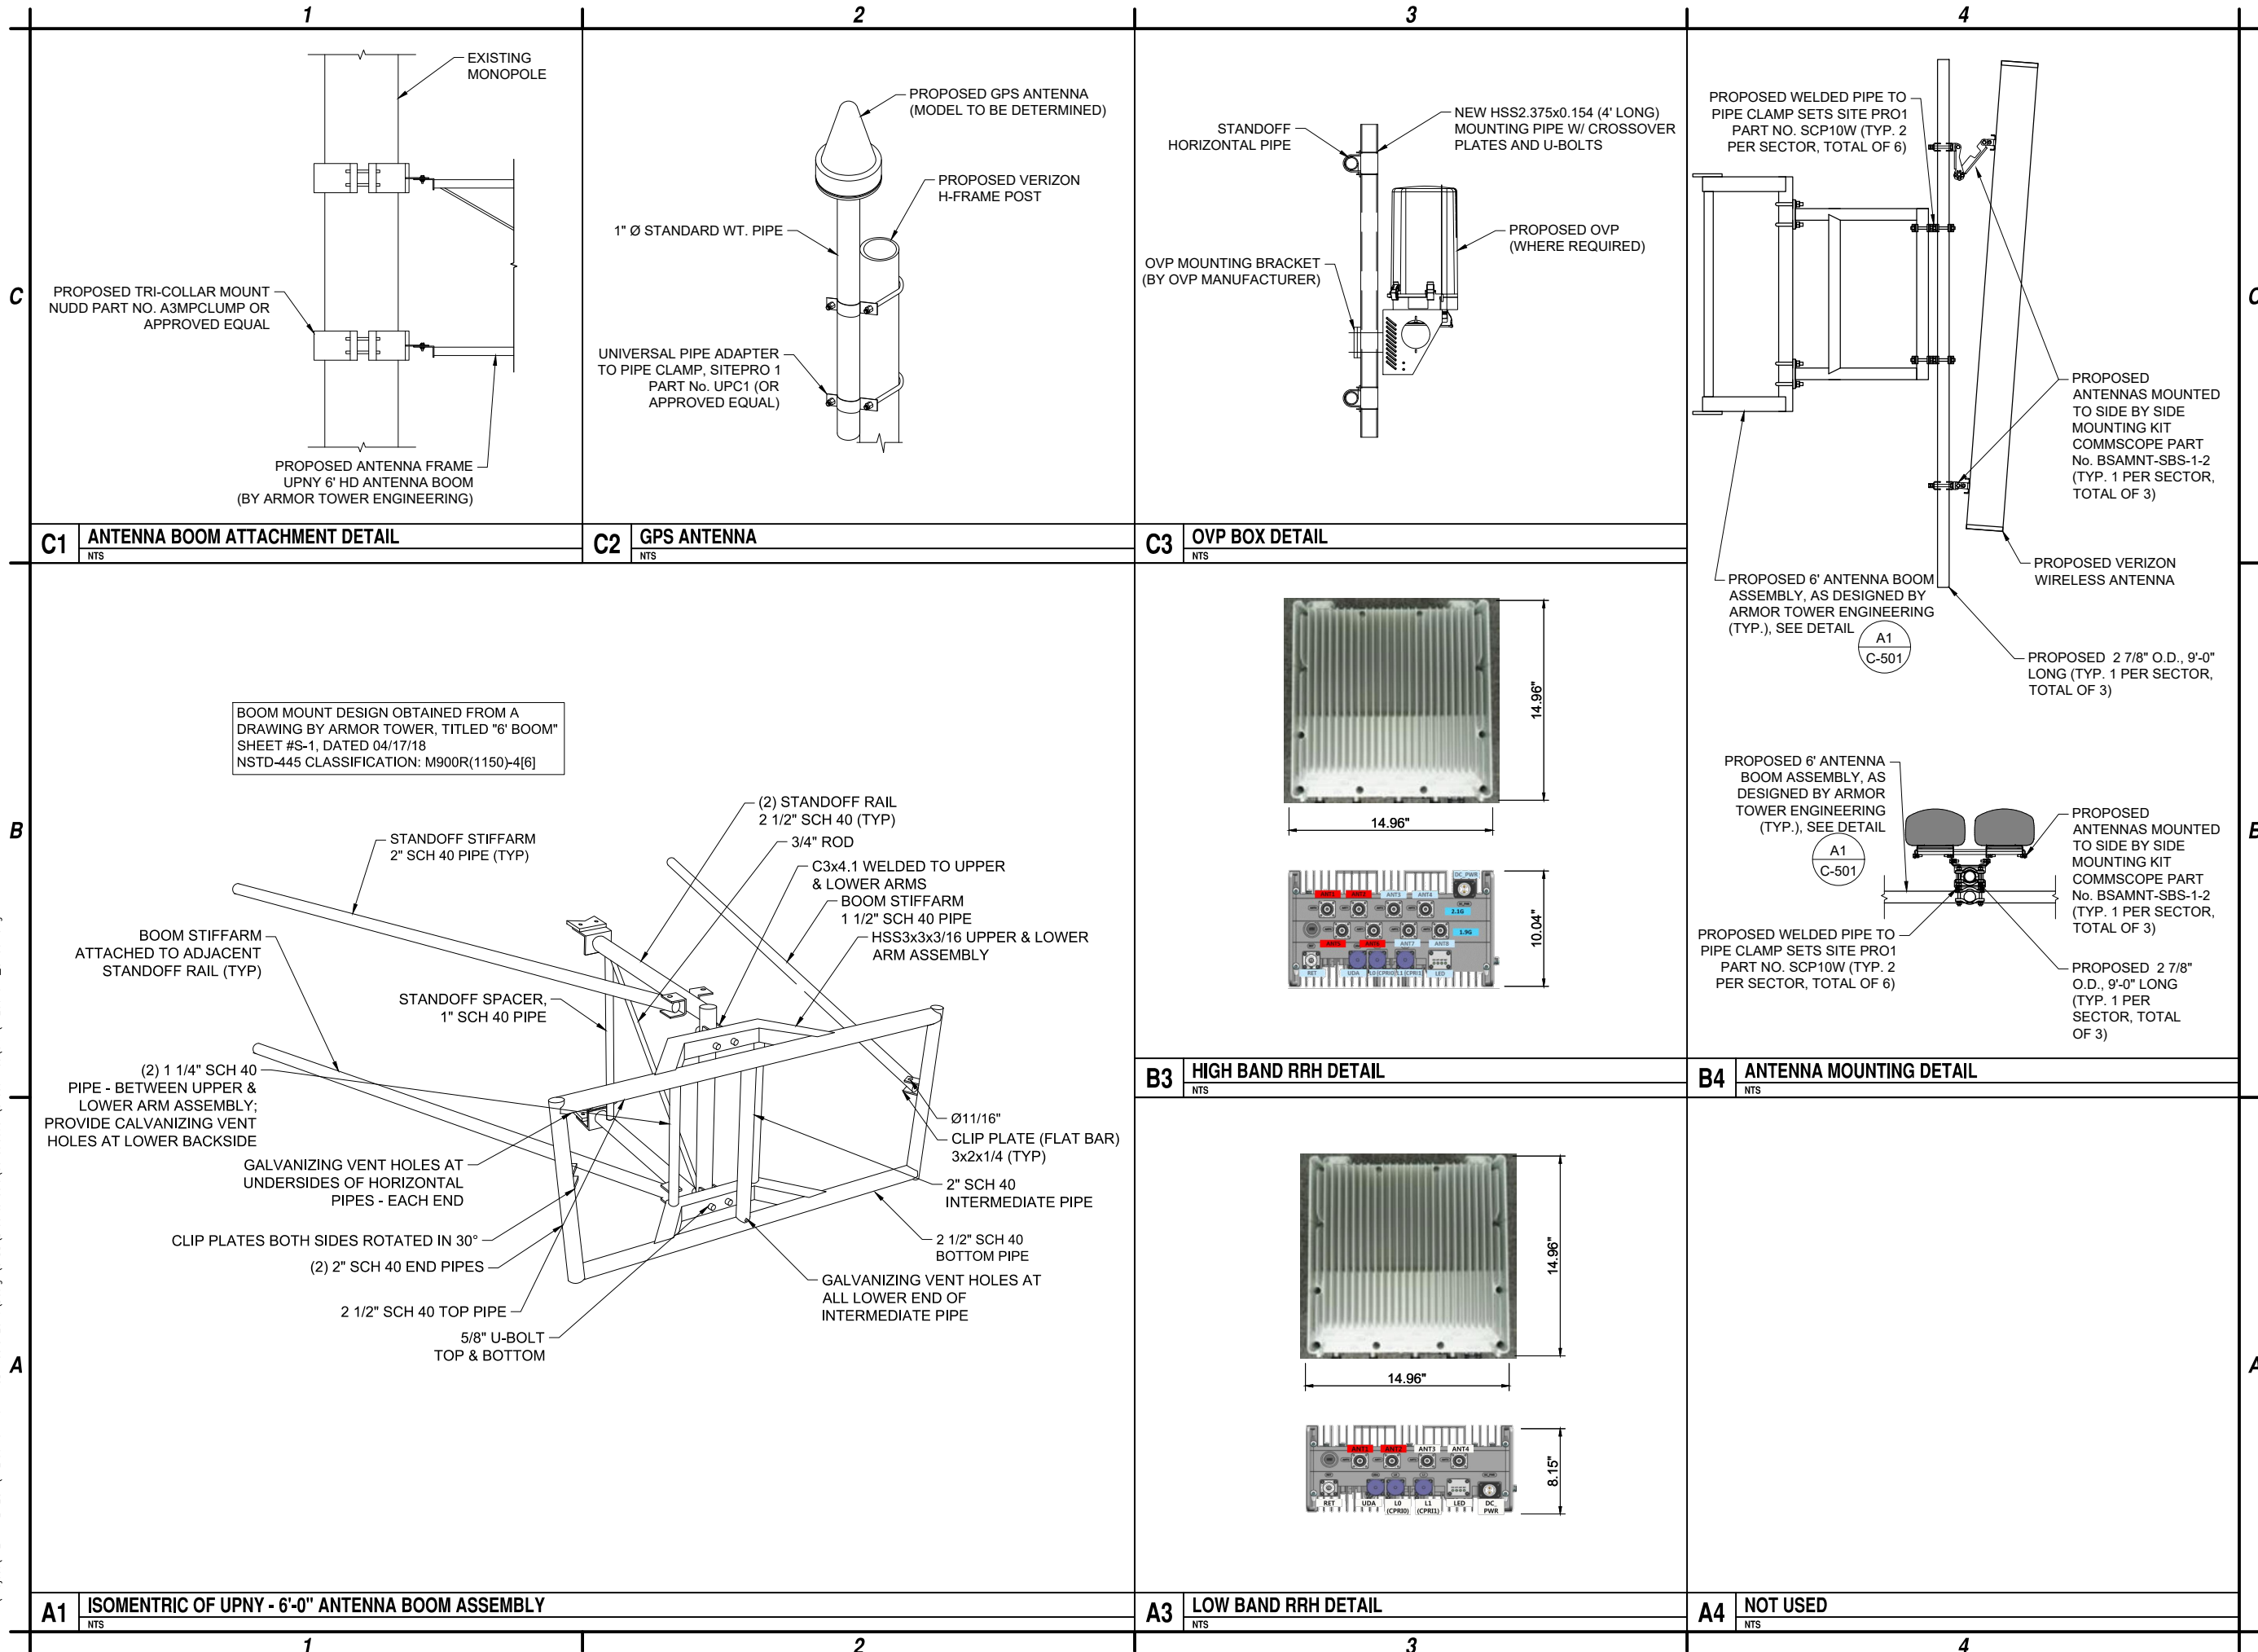 1
2
3
4
EXISTING
MONOPOLE
PROPOSED TRI-COLLAR MOUNT
NUDD PART NO. A3MPCLUMP OR
APPROVED EQUAL
PROPOSED ANTENNA FRAME
UPNY 6' HD ANTENNA BOOM
(BY ARMOR TOWER ENGINEERING)
C
C1
ANTENNA BOOM ATTACHMENT DETAIL
NTS
PROPOSED GPS ANTENNA
(MODEL TO BE DETERMINED)
PROPOSED VERIZON
H-FRAME POST
1" Ø STANDARD WT. PIPE
UNIVERSAL PIPE ADAPTER
TO PIPE CLAMP, SITEPRO 1
PART No. UPC1 (OR
APPROVED EQUAL)
C2
GPS ANTENNA
NTS
STANDOFF
HORIZONTAL PIPE
NEW HSS2.375x0.154 (4' LONG)
MOUNTING PIPE W/ CROSSOVER
PLATES AND U-BOLTS
PROPOSED OVP
(WHERE REQUIRED)
OVP MOUNTING BRACKET
(BY OVP MANUFACTURER)
C3
OVP BOX DETAIL
NTS
PROPOSED WELDED PIPE TO
PIPE CLAMP SETS SITE PRO1
PART NO. SCP10W (TYP. 2
PER SECTOR, TOTAL OF 6)
PROPOSED
ANTENNAS MOUNTED
TO SIDE BY SIDE
MOUNTING KIT
COMMSCOPE PART
No. BSAMNT-SBS-1-2
(TYP. 1 PER SECTOR,
TOTAL OF 3)
PROPOSED VERIZON
WIRELESS ANTENNA
PROPOSED 6' ANTENNA BOOM
ASSEMBLY, AS DESIGNED BY
ARMOR TOWER ENGINEERING
(TYP.), SEE DETAIL
A1
C-501
PROPOSED 2 7/8" O.D., 9'-0"
LONG (TYP. 1 PER SECTOR,
TOTAL OF 3)
PROPOSED 6' ANTENNA
BOOM ASSEMBLY, AS
DESIGNED BY ARMOR
TOWER ENGINEERING
(TYP.), SEE DETAIL
A1
C-501
PROPOSED
ANTENNAS MOUNTED
TO SIDE BY SIDE
MOUNTING KIT
COMMSCOPE PART
No. BSAMNT-SBS-1-2
(TYP. 1 PER SECTOR,
TOTAL OF 3)
PROPOSED WELDED PIPE TO
PIPE CLAMP SETS SITE PRO1
PART NO. SCP10W (TYP. 2
PER SECTOR, TOTAL OF 6)
PROPOSED 2 7/8"
O.D., 9'-0" LONG
(TYP. 1 PER
SECTOR, TOTAL
OF 3)
B4
ANTENNA MOUNTING DETAIL
NTS
B
BOOM MOUNT DESIGN OBTAINED FROM A
DRAWING BY ARMOR TOWER, TITLED "6' BOOM"
SHEET #S-1, DATED 04/17/18
NSTD-445 CLASSIFICATION: M900R(1150)-4[6]
(2) STANDOFF RAIL
2 1/2" SCH 40 (TYP)
3/4" ROD
C3x4.1 WELDED TO UPPER
& LOWER ARMS
BOOM STIFFARM
1 1/2" SCH 40 PIPE
HSS3x3x3/16 UPPER & LOWER
ARM ASSEMBLY
STANDOFF STIFFARM
2" SCH 40 PIPE (TYP)
BOOM STIFFARM
ATTACHED TO ADJACENT
STANDOFF RAIL (TYP)
STANDOFF SPACER,
1" SCH 40 PIPE
(2) 1 1/4" SCH 40
PIPE - BETWEEN UPPER &
LOWER ARM ASSEMBLY;
PROVIDE CALVANIZING VENT
HOLES AT LOWER BACKSIDE
GALVANIZING VENT HOLES AT
UNDERSIDES OF HORIZONTAL
PIPES - EACH END
CLIP PLATES BOTH SIDES ROTATED IN 30°
(2) 2" SCH 40 END PIPES
2 1/2" SCH 40 TOP PIPE
5/8" U-BOLT
TOP & BOTTOM
Ø11/16"
CLIP PLATE (FLAT BAR)
3x2x1/4 (TYP)
2" SCH 40
INTERMEDIATE PIPE
2 1/2" SCH 40
BOTTOM PIPE
GALVANIZING VENT HOLES AT
ALL LOWER END OF
INTERMEDIATE PIPE
A
A1
ISOMENTRIC OF UPNY - 6'-0" ANTENNA BOOM ASSEMBLY
NTS
14.96"
14.96"
ANT1 ANT2 ANT3 ANT4 DC_PWR
2.1G
1.9G
ANT5 ANT6 ANT7 ANT8
RET UDA L0 (CPRI0) L1 (CPRI1) LED
10.04"
B3
HIGH BAND RRH DETAIL
NTS
14.96"
14.96"
ANT1 ANT2 ANT3 ANT4
RET UDA L0 (CPRI0) L1 (CPRI1) LED DC_PWR
8.15"
A3
LOW BAND RRH DETAIL
NTS
A4
NOT USED
NTS
1
2
3
4